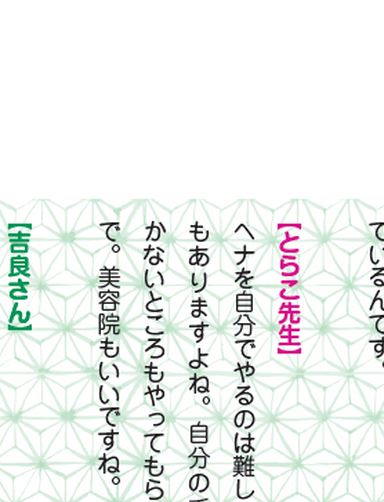 ているんです。
【とらこ先生】
ヘナを自分でやるのは難し
もありますよね。自分の
かないところもやってもら
で。美容院もいいですね。
【吉良さん】